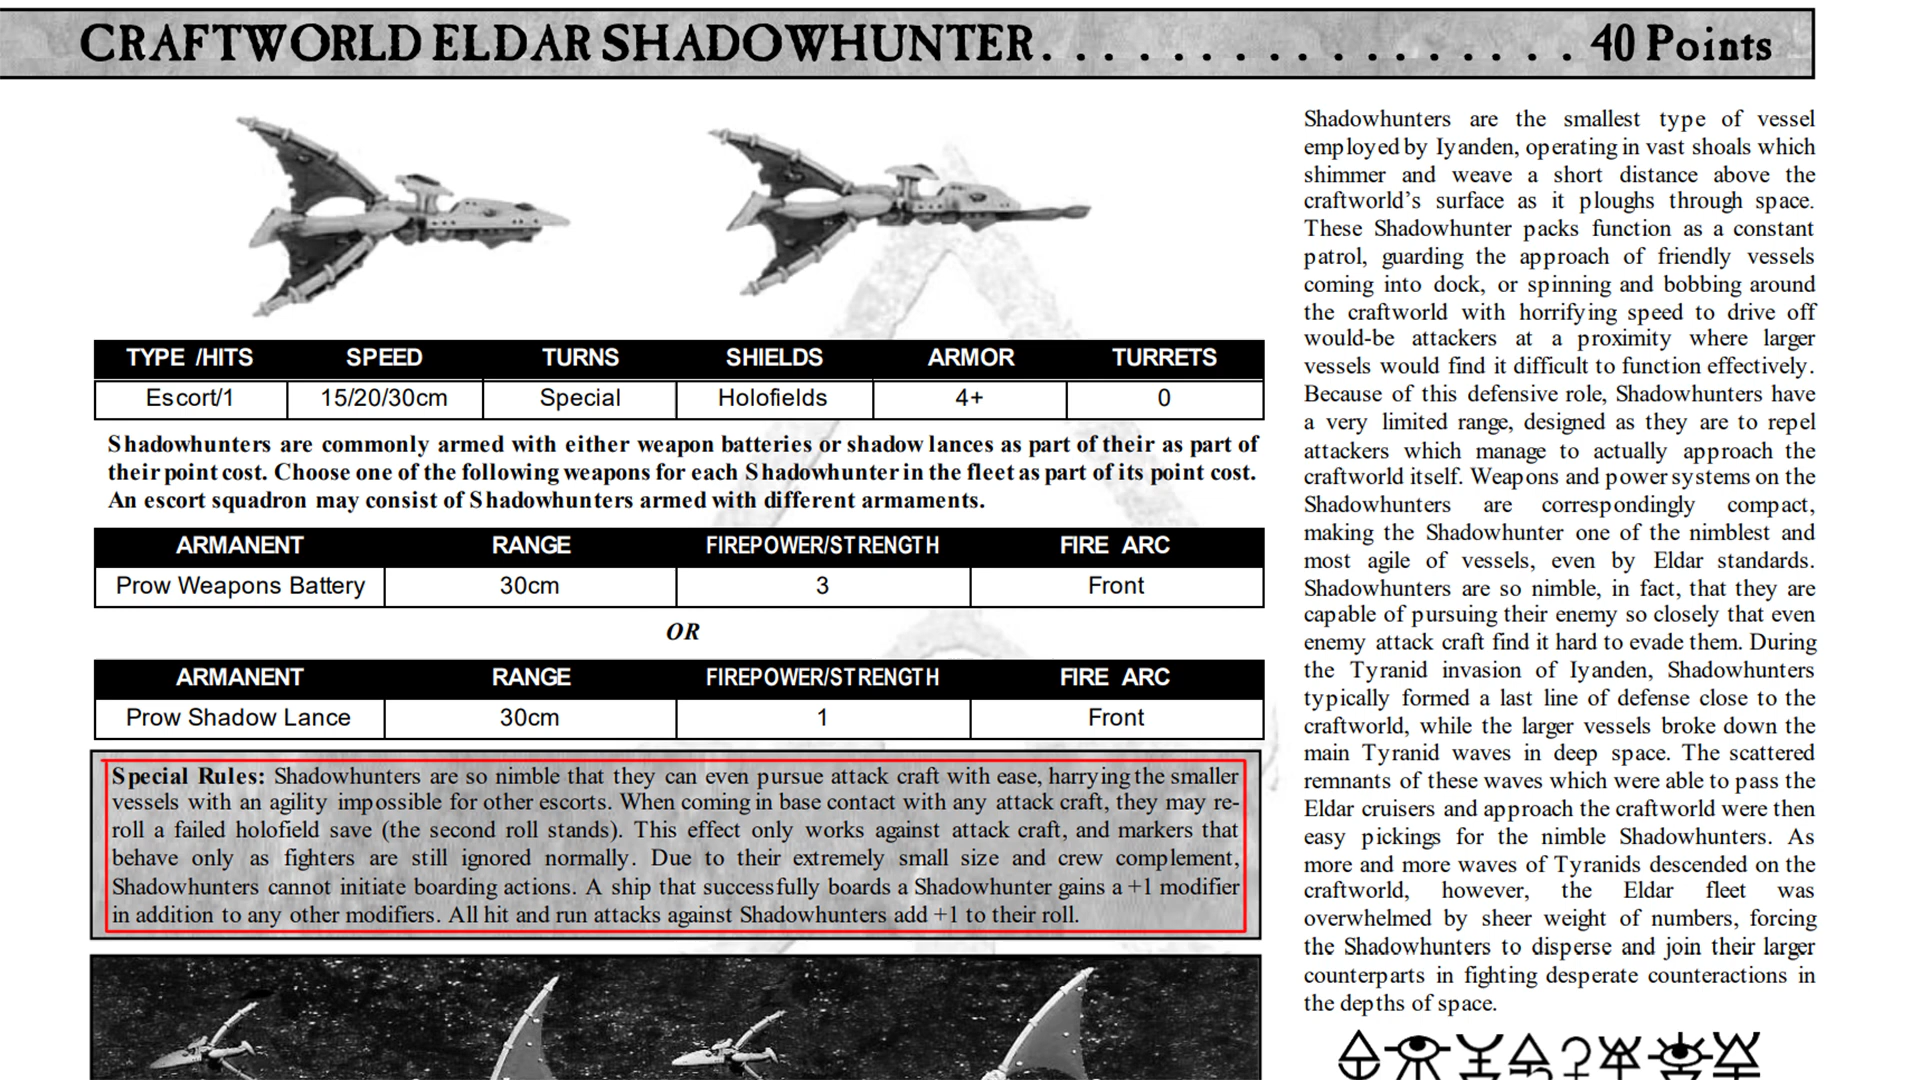 CRAFTWORLD ELDAR SHADOWHUNTER. . . . . . . . . . . . . . . . 40 Points
TYPE /HITS SPEED TURNS SHIELDS ARMOR TURRETS
Escort/1 15/20/30cm Special Holofields 4+ 0
Shadowhunters are commonly armed with either weapon batteries or shadow lances as part of their as part of
their point cost. Choose one of the following weapons for each Shadowhunter in the fleet as part of its point cost.
An escort squadron may consist of Shadowhunters armed with different armaments.
ARMANENT RANGE FIREPOWER/STRENGTH FIRE ARC
Prow Weapons Battery 30cm 3 Front
OR
ARMANENT RANGE FIREPOWER/STRENGTH FIRE ARC
Prow Shadow Lance 30cm 1 Front
Special Rules: Shadowhunters are so nimble that they can even pursue attack craft with ease, harrying the smaller
vessels with an agility impossible for other escorts. When coming in base contact with any attack craft, they may re-
roll a failed holofield save (the second roll stands). This effect only works against attack craft, and markers that
behave only as fighters are still ignored normally. Due to their extremely small size and crew complement,
Shadowhunters cannot initiate boarding actions. A ship that successfully boards a Shadowhunter gains a +1 modifier
in addition to any other modifiers. All hit and run attacks against Shadowhunters add +1 to their roll.
Shadowhunters are the smallest type of vessel
employed by Iyanden, operating in vast shoals which
shimmer and weave a short distance above the
craftworld's surface as it ploughs through space.
These Shadowhunter packs function as a constant
patrol, guarding the approach of friendly vessels
coming into dock, or spinning and bobbing around
the craftworld with horrifying speed to drive off
would-be attackers at a proximity where larger
vessels would find it difficult to function effectively.
Because of this defensive role, Shadowhunters have
a very limited range, designed as they are to repel
attackers which manage to actually approach the
craftworld itself. Weapons and power systems on the
Shadowhunters are correspondingly compact,
making the Shadowhunter one of the nimblest and
most agile of vessels, even by Eldar standards.
Shadowhunters are so nimble, in fact, that they are
capable of pursuing their enemy so closely that even
enemy attack craft find it hard to evade them. During
the Tyranid invasion of Iyanden, Shadowhunters
typically formed a last line of defense close to the
craftworld, while the larger vessels broke down the
main Tyranid waves in deep space. The scattered
remnants of these waves which were able to pass the
Eldar cruisers and approach the craftworld were then
easy pickings for the nimble Shadowhunters. As
more and more waves of Tyranids descended on the
craftworld, however, the Eldar fleet was
overwhelmed by sheer weight of numbers, forcing
the Shadowhunters to disperse and join their larger
counterparts in fighting desperate counteractions in
the depths of space.